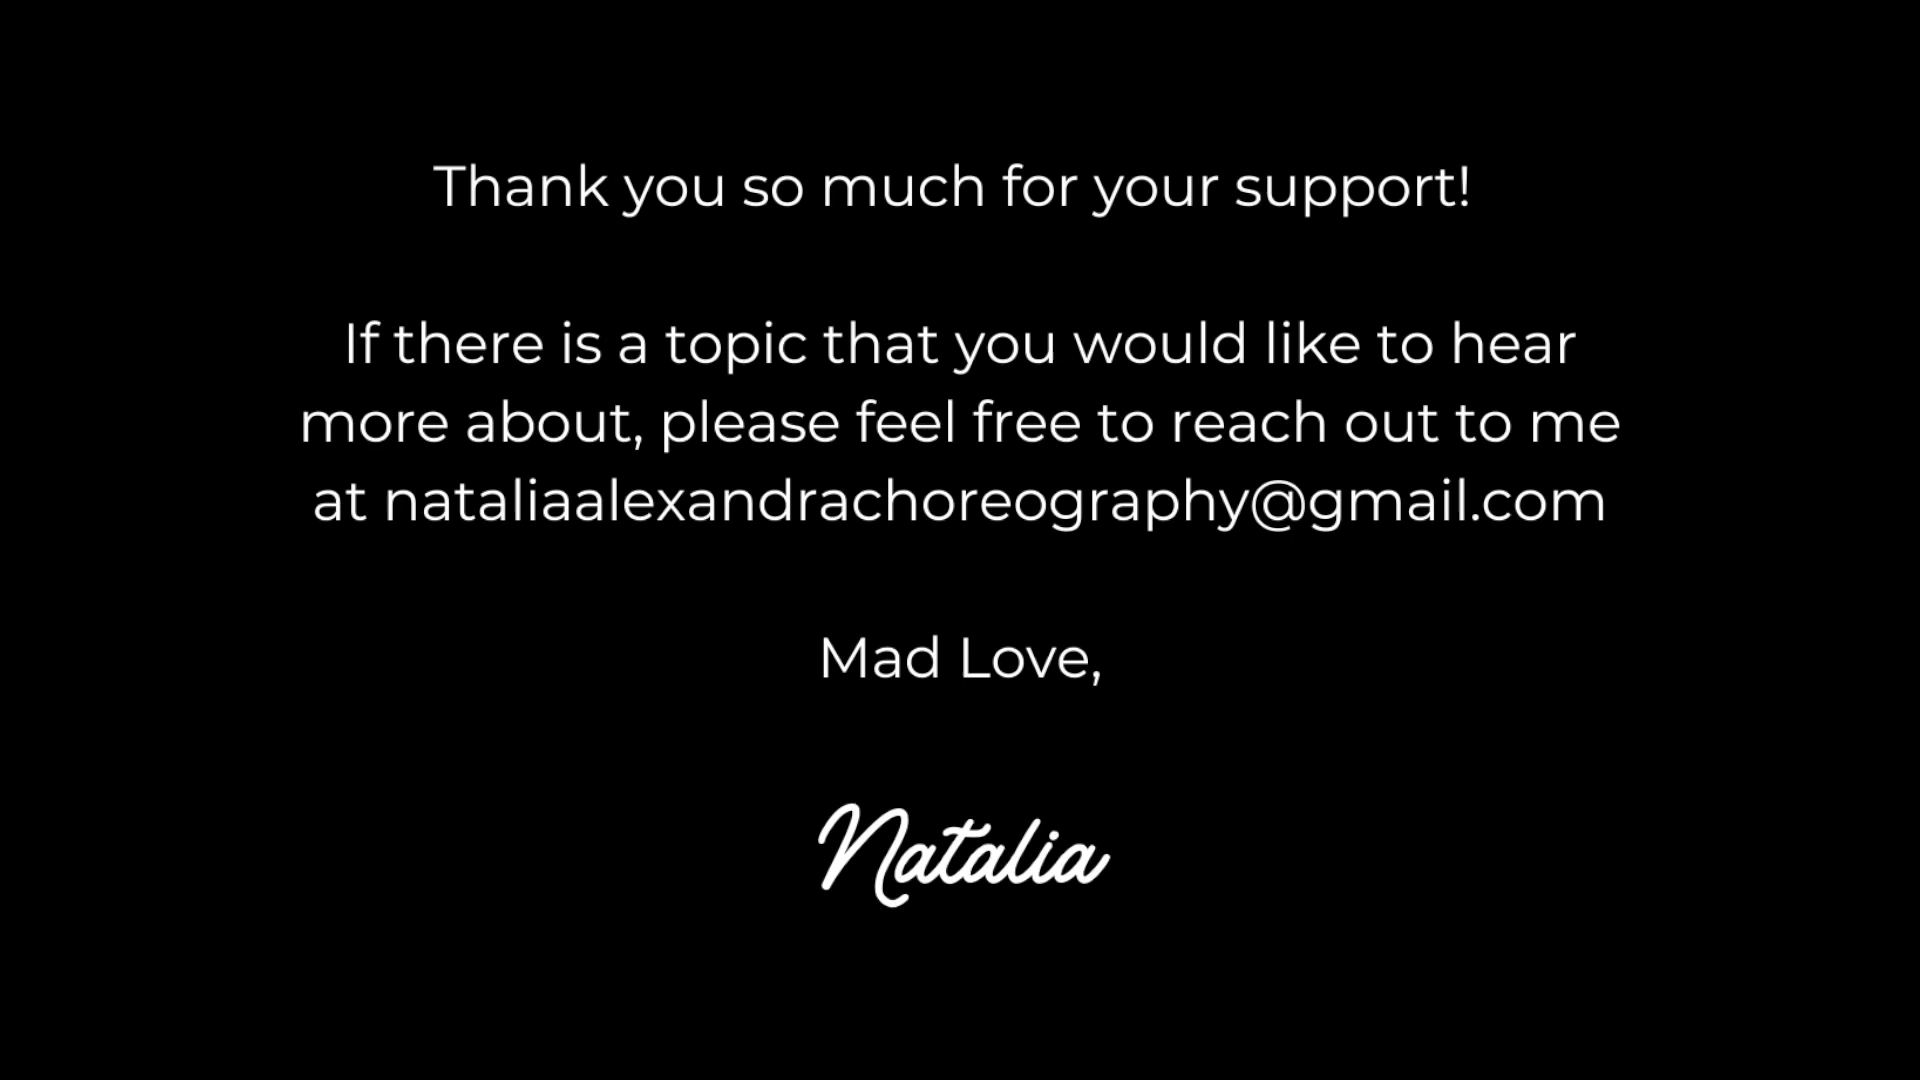 Thank you so much for your support!
If there is a topic that you would like to hear
more about, please feel free to reach out to me
at nataliaalexandrachoreography@gmail.com
Mad Love,
Natalia